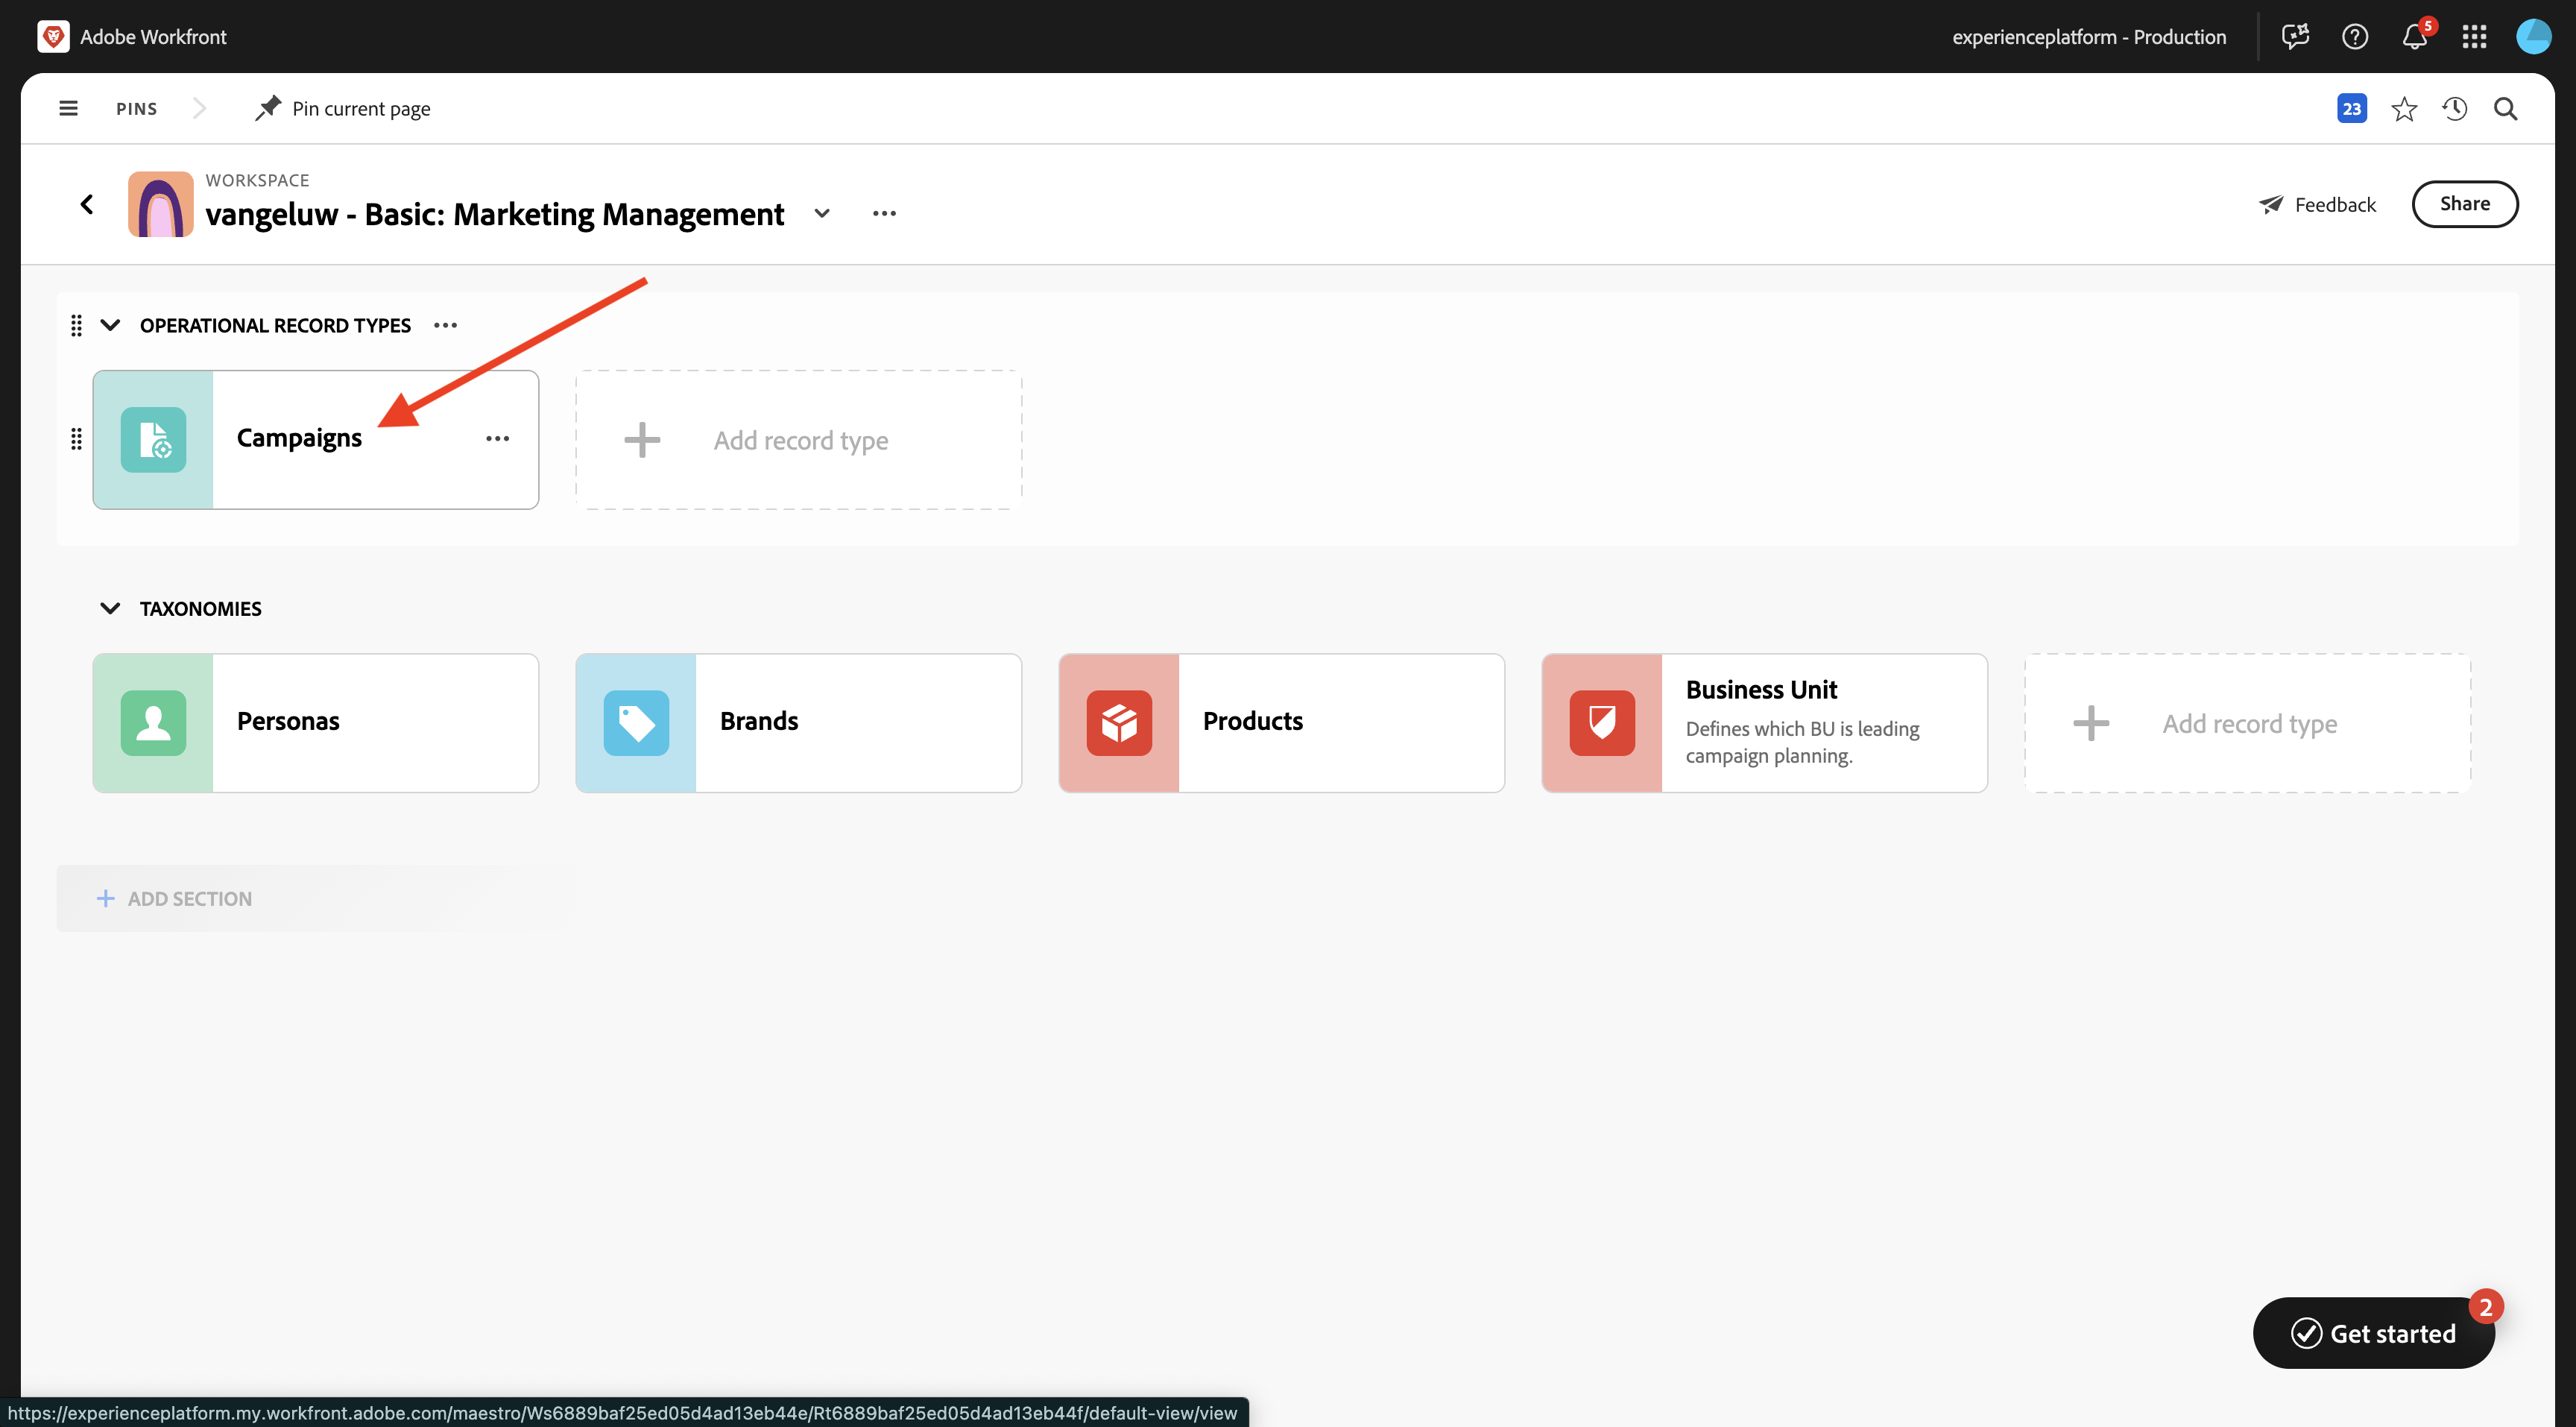 Adobe Workfront
experienceplatform - Production
5
PINS
Pin current page
23
WORKSPACE
vangeluw - Basic: Marketing Management
Feedback
Share
OPERATIONAL RECORD TYPES
Campaigns
Add record type
TAXONOMIES
Personas
Brands
Products
Business Unit
Defines which BU is leading
campaign planning.
Add record type
ADD SECTION
2
Get started
https://experienceplatform.my.workfront.adobe.com/maestro/Ws6889baf25ed05d4ad13eb44e/Rt6889baf25ed05d4ad13eb44f/default-view/view